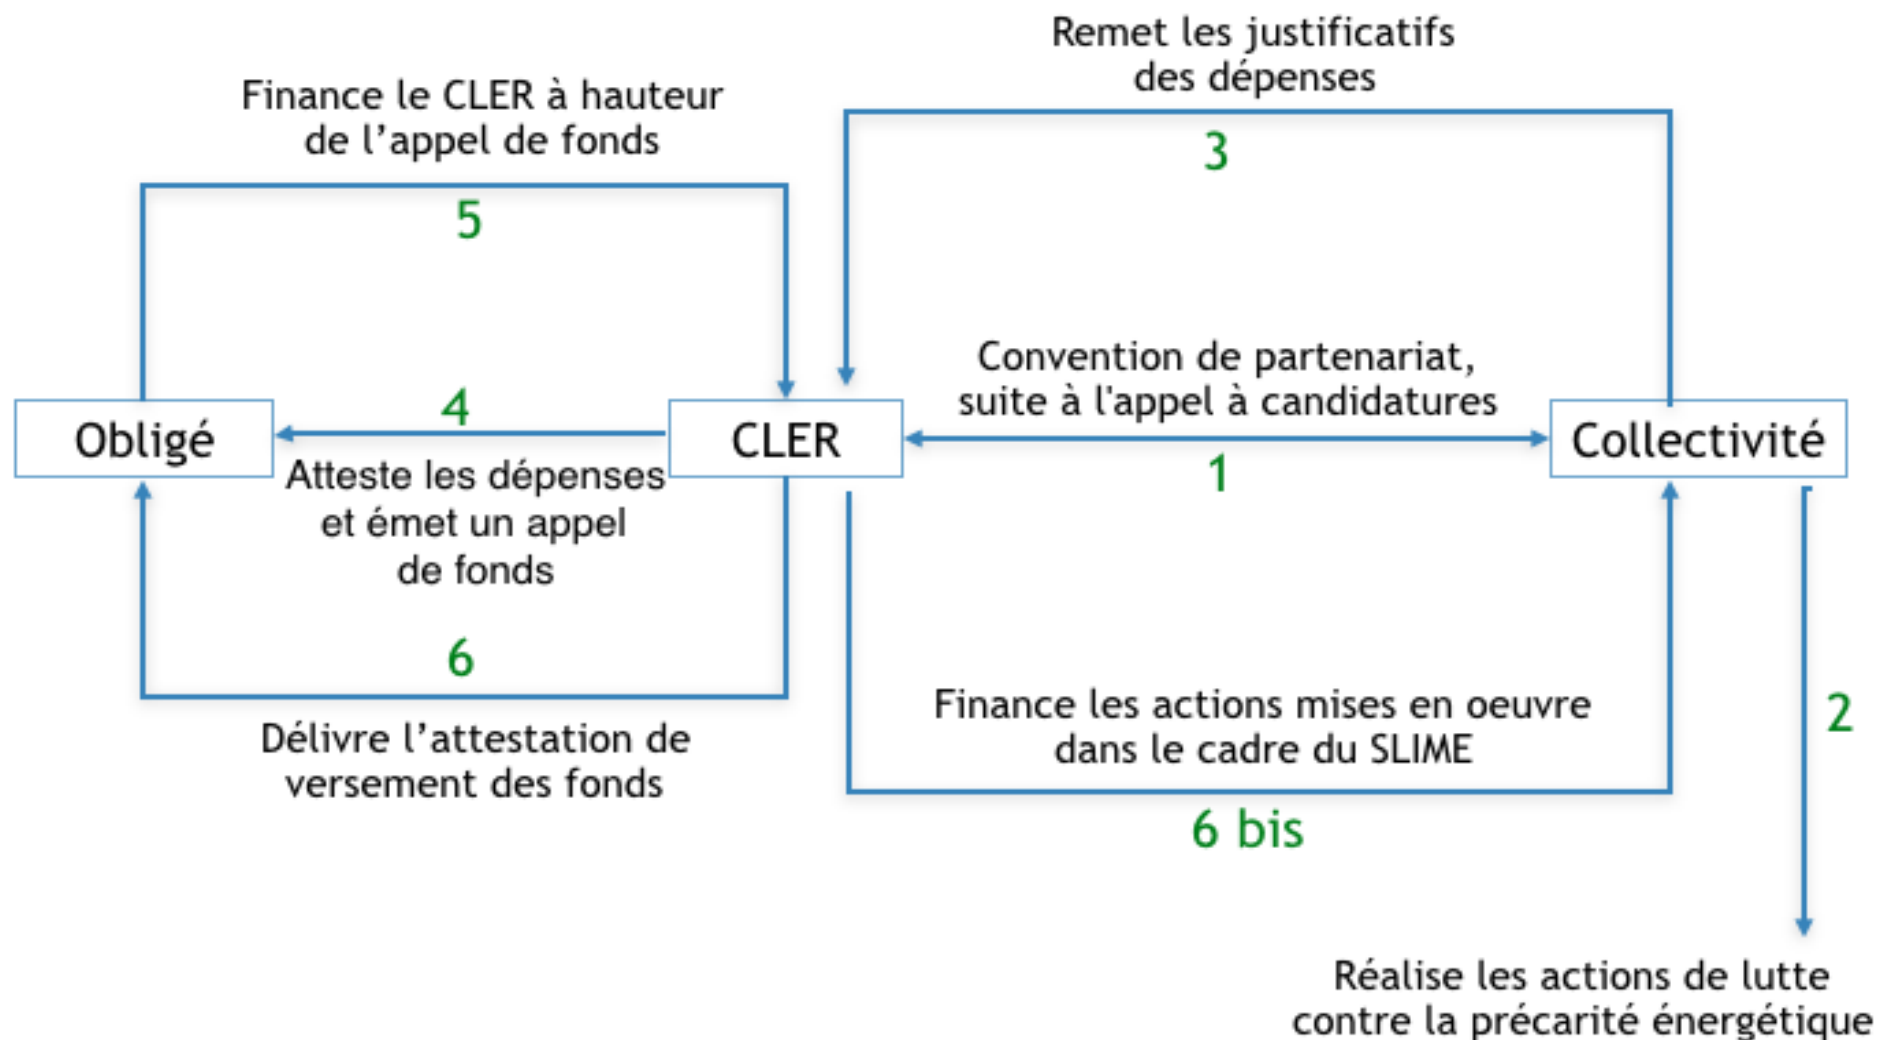 Remet les justificatifs
des dépenses
3
Finance le CLER à hauteur
de l’appel de fonds
5
Obligé
4
Atteste les dépenses
et émet un appel
de fonds
CLER
Convention de partenariat,
suite à l'appel à candidatures
1
Collectivité
6
Délivre l’attestation de
versement des fonds
Finance les actions mises en oeuvre
dans le cadre du SLIME
6 bis
2
Réalise les actions de lutte
contre la précarité énergétique